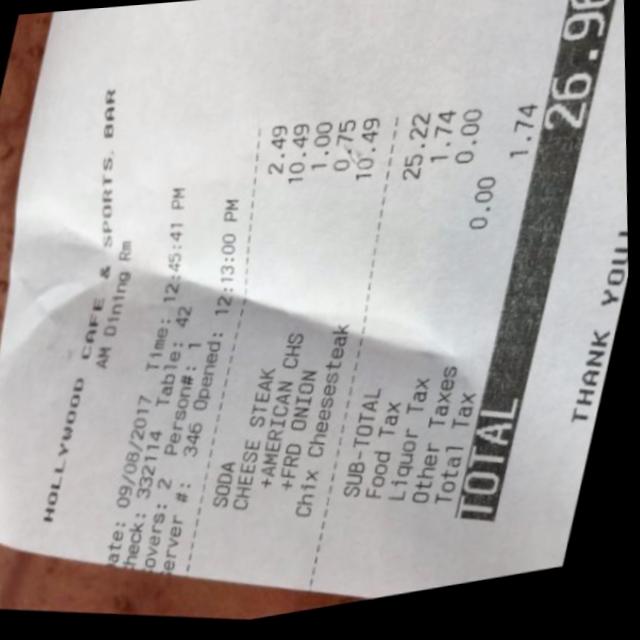 HOLLYWOOD CAFE & SPORTS BAR
AM Dining Rm
ate: 09/08/2017 Time: 12:45:41 PM
heck: 332114 Table: 42
overs: 2 Person#: 1
erver #: 346 Opened: 12:13:00 PM
SODA 2.49
CHEESE STEAK 10.49
+AMERICAN CHS 1.00
+FRD ONION 0.75
Chix Cheesesteak 10.49
SUB-TOTAL 25.22
Food Tax 1.74
Liquor Tax 0.00
Other Taxes 0.00
Total Tax 1.74
TOTAL 26.96
THANK YOU!